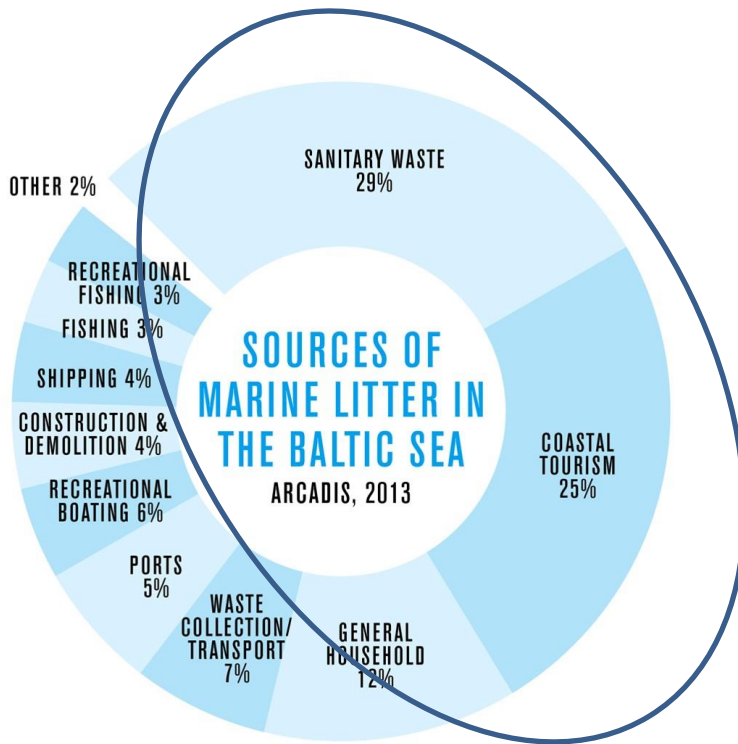 SANITARY WASTE
29%
OTHER 2%
RECREATIONAL
FISHING 3%
FISHING 3%
SHIPPING 4%
CONSTRUCTION &
DEMOLITION 4%
RECREATIONAL
BOATING 6%
PORTS
5%
WASTE
COLLECTION/
TRANSPORT
7%
GENERAL
HOUSEHOLD
12%
COASTAL
TOURISM
25%
SOURCES OF
MARINE LITTER IN
THE BALTIC SEA
ARCADIS, 2013